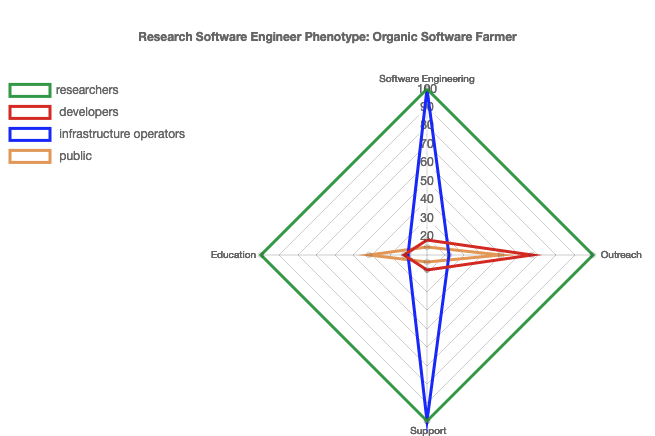 Research Software Engineer Phenotype: Organic Software Farmer
researchers
developers
infrastructure operators
public
Software Engineering
100
90
80
70
60
50
40
30
20
Education
Outreach
Support